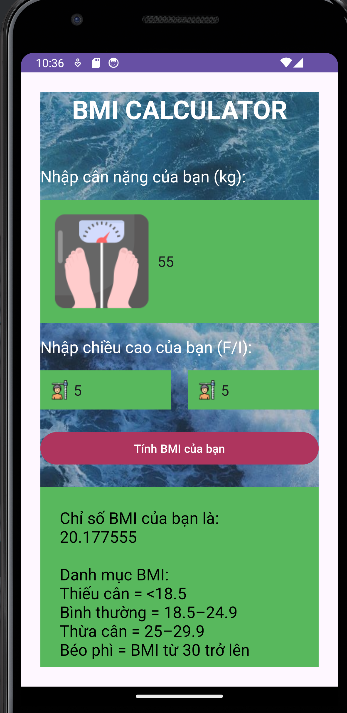 10:36
BMI CALCULATOR
Nhập cân nặng của bạn (kg):
55
Nhập chiều cao của bạn (F/I):
5 5
Tính BMI của bạn
Chỉ số BMI của bạn là:
20.177555
Danh mục BMI:
Thiếu cân = <18.5
Bình thường = 18.5–24.9
Thừa cân = 25–29.9
Béo phì = BMI từ 30 trở lên